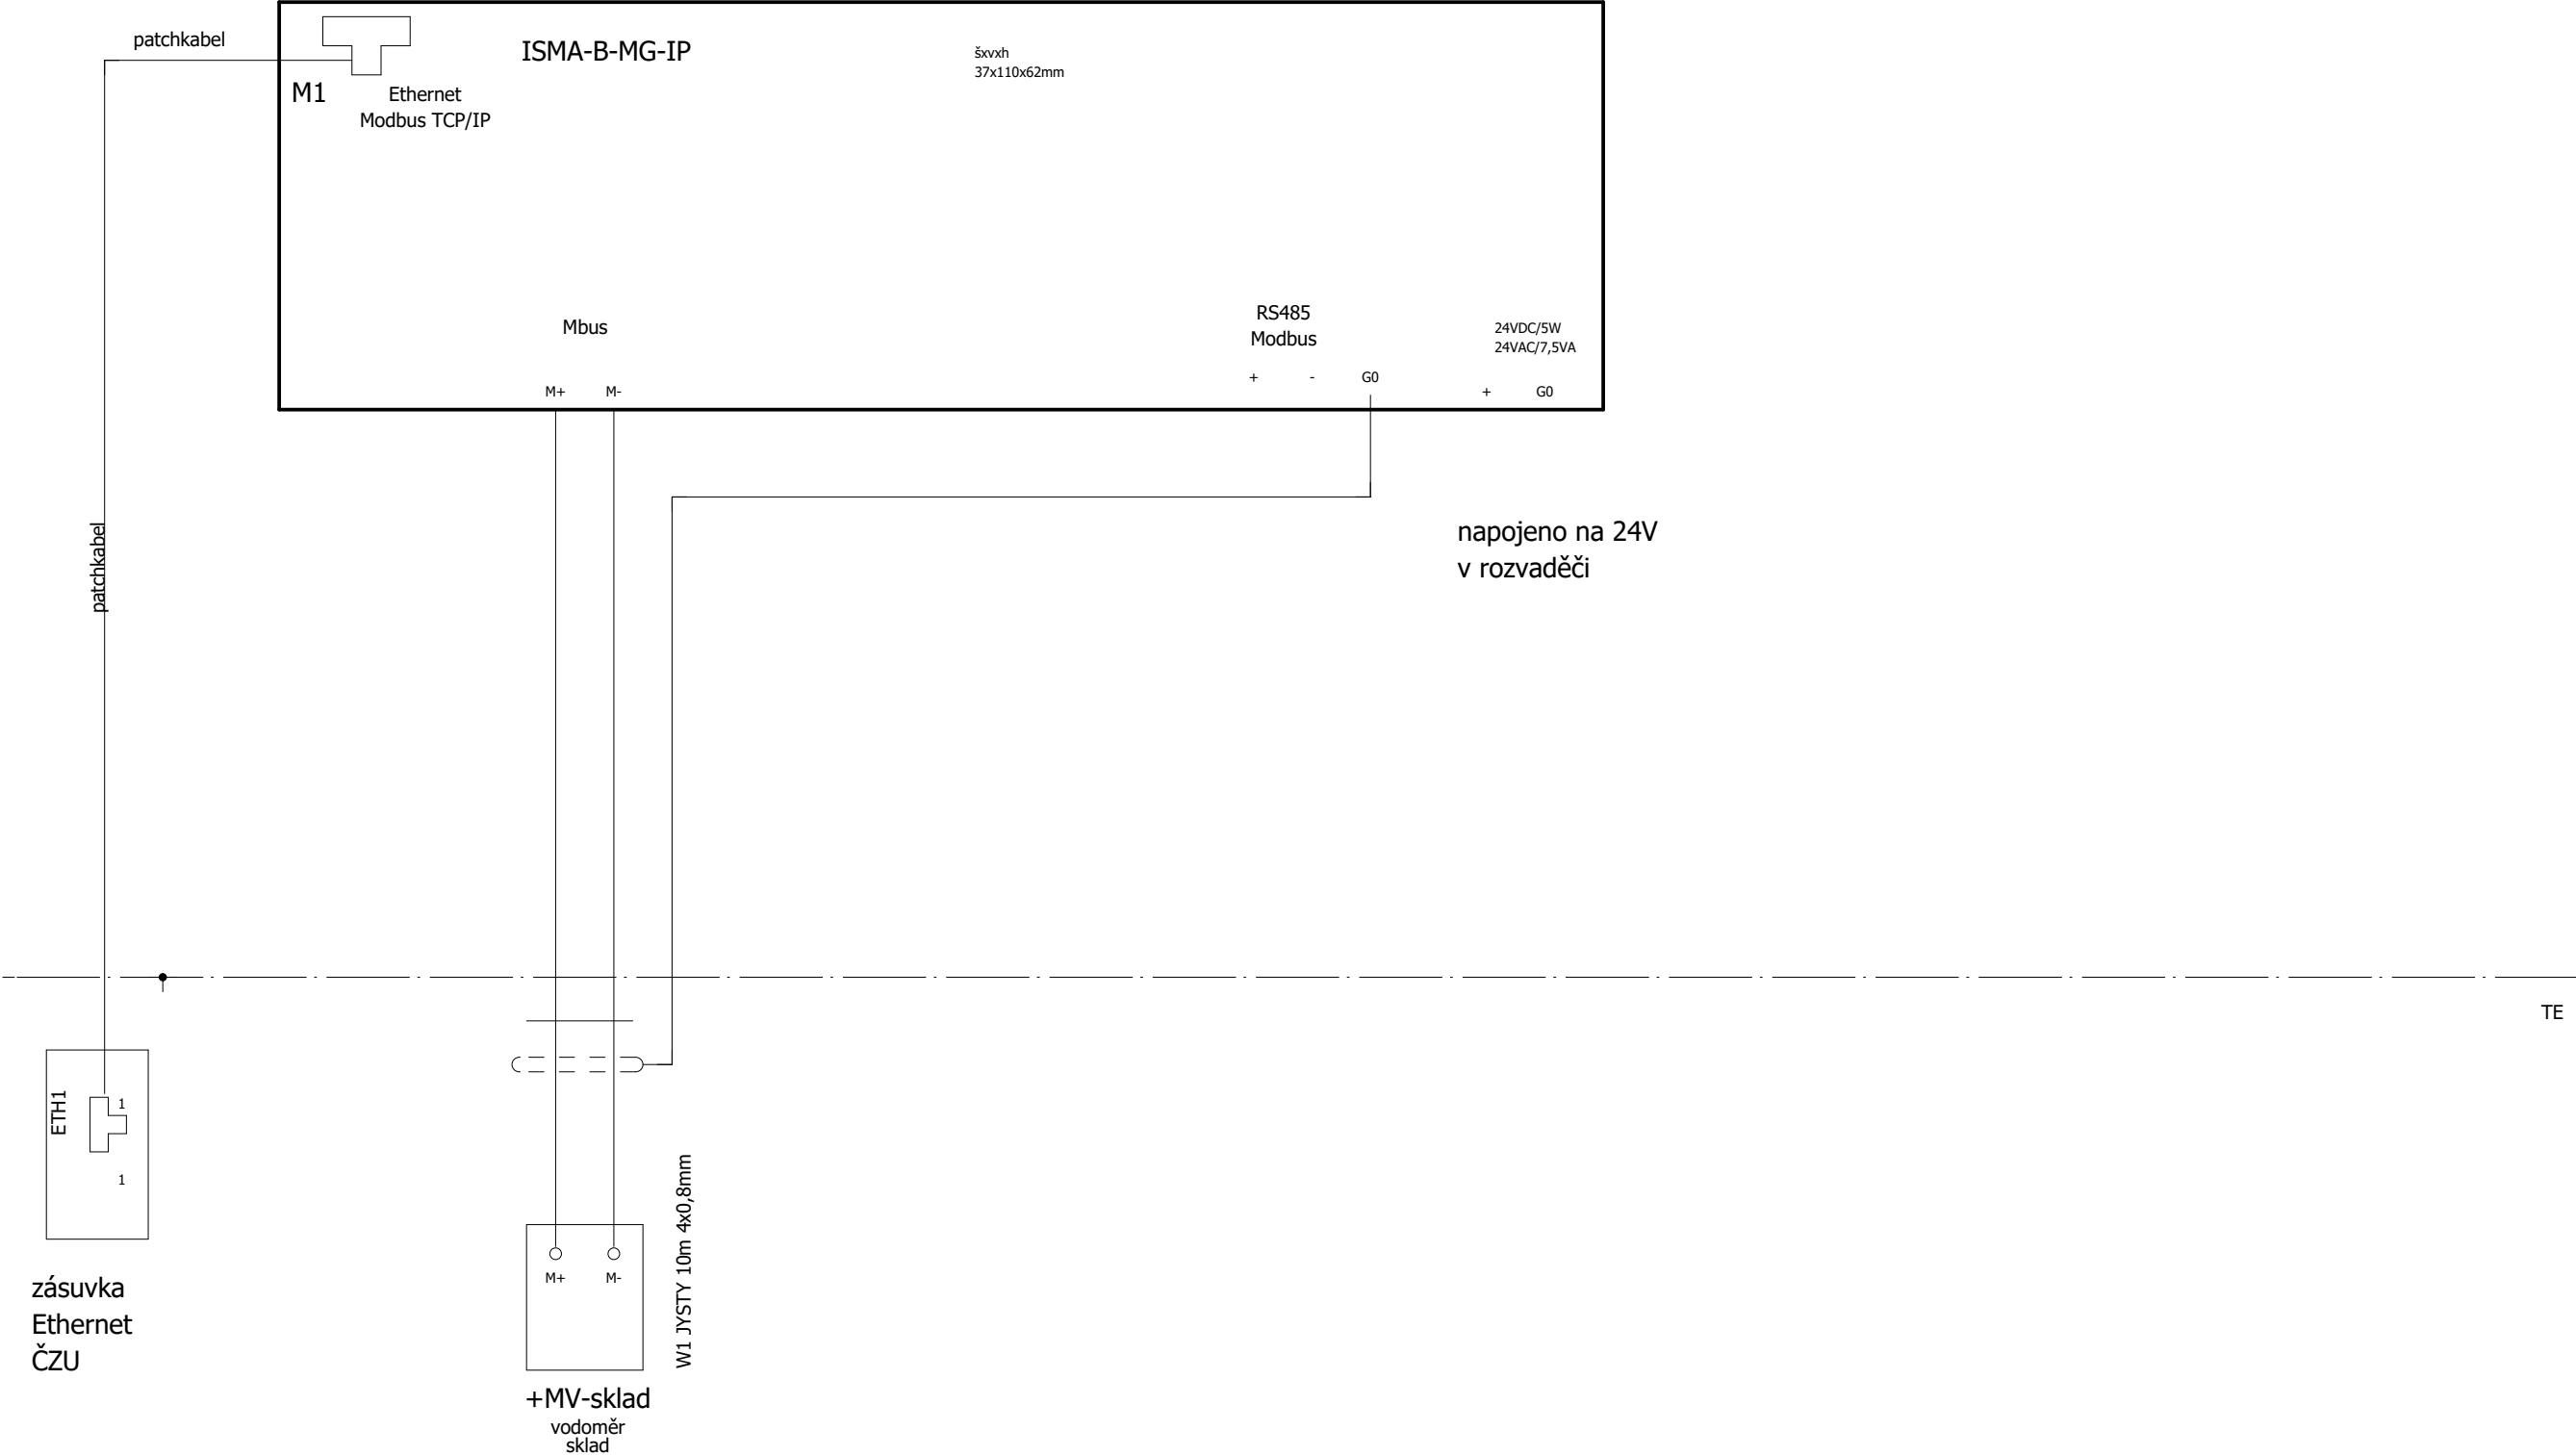 patchkabel
ISMA-B-MG-IP
šxvxh
37x110x62mm
M1
Ethernet
Modbus TCP/IP
Mbus
RS485
Modbus
24VDC/5W
24VAC/7,5VA
M+ M-
+ - G0
+ G0
patchkabel
napojeno na 24V
v rozvaděči
TE
ETH1
1
1
W1 JYSTY 10m 4x0,8mm
M+ M-
zásuvka
Ethernet
ČZU
+MV-sklad
vodoměr
sklad